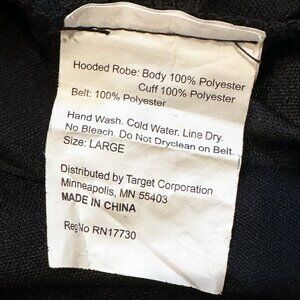 Hooded Robe: Body 100% Polyester
Cuff 100% Polyester
Belt: 100% Polyester
Hand Wash. Cold Water. Line Dry.
No Bleach. Do Not Dryclean on Belt.
Size: LARGE
Distributed by Target Corporation
Minneapolis, MN 55403
MADE IN CHINA
Reg No RN17730